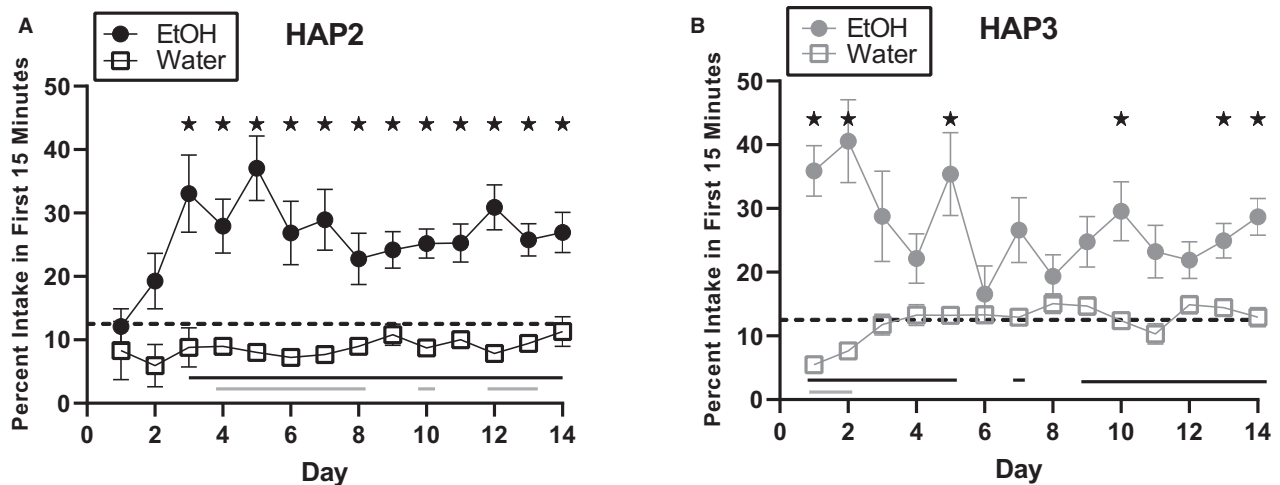 A
EtOH
Water
HAP2
Percent Intake in First 15 Minutes
50
40
30
20
10
0
0 2 4 6 8 10 12 14
Day
B
EtOH
Water
HAP3
Percent Intake in First 15 Minutes
50
40
30
20
10
0
0 2 4 6 8 10 12 14
Day